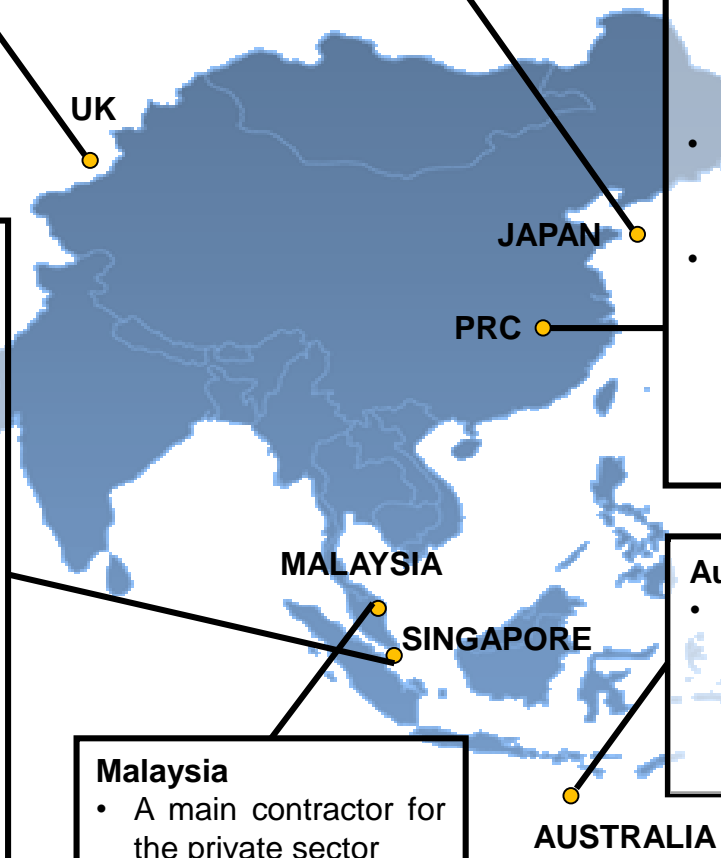 UK
JAPAN
PRC
MALAYSIA
SINGAPORE
Malaysia
• A main contractor for
the private sector
AUSTRALIA